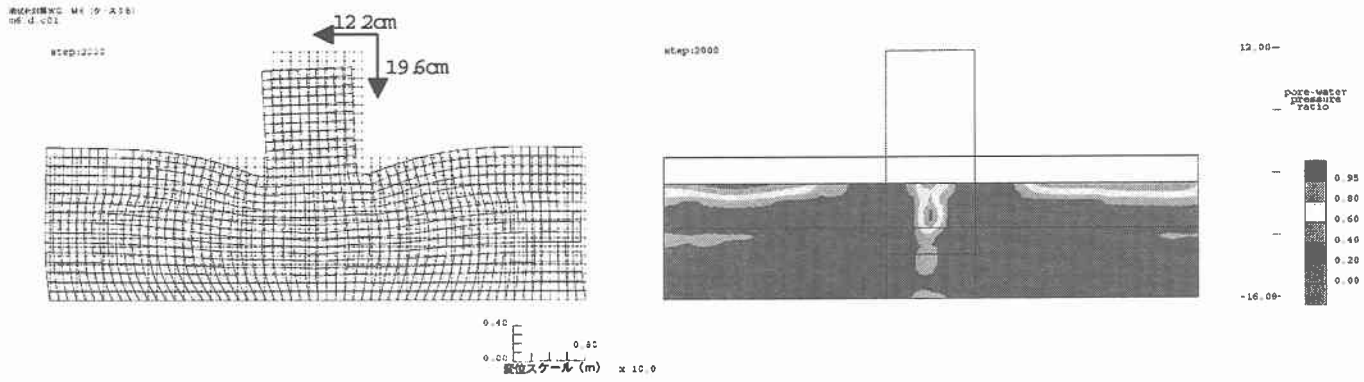 12.2cm
19.6cm
step:2000
step:2000
12.00
pore-water
pressure
ratio
0.95
0.80
0.60
0.40
0.20
0.00
-16.00
0.40
0.80
0.00
変位スケール (m) x 10.0